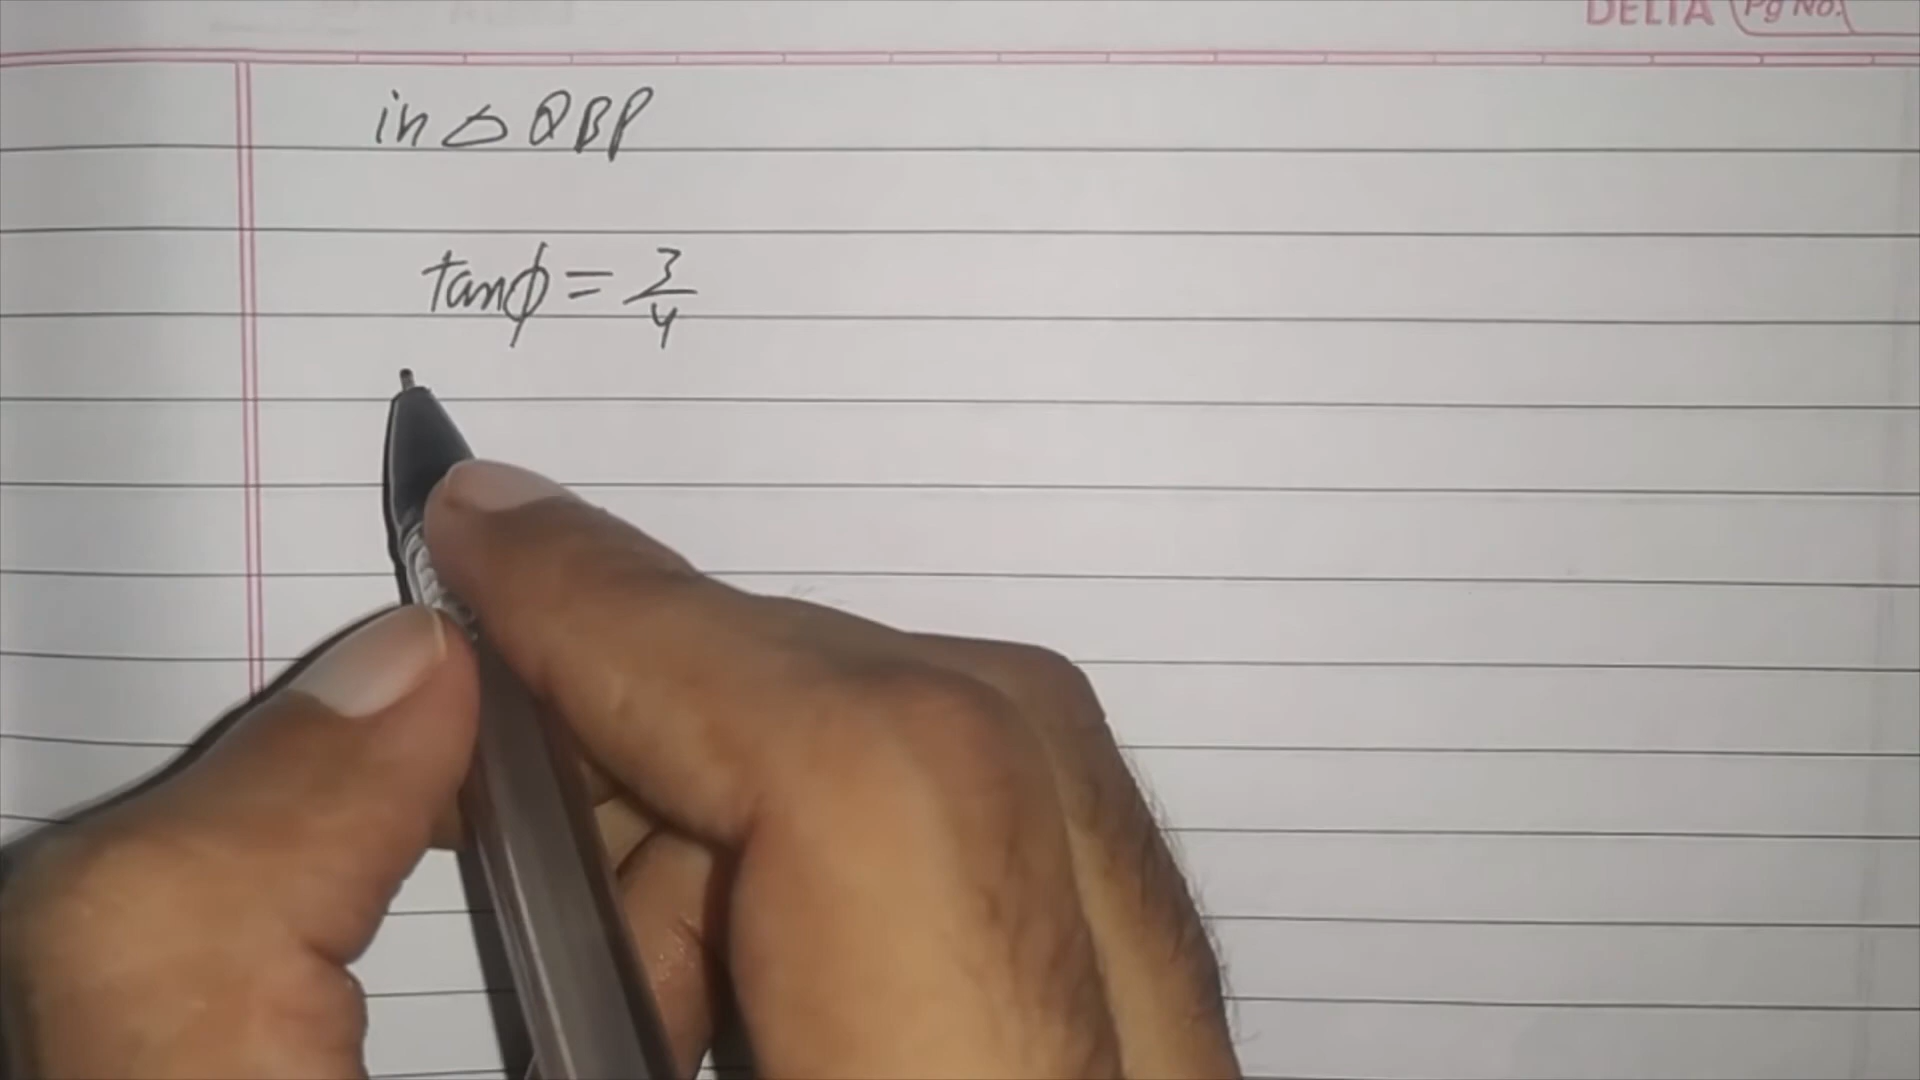 DELTA Pg No.
in △ QBP
tanϕ = 3/4